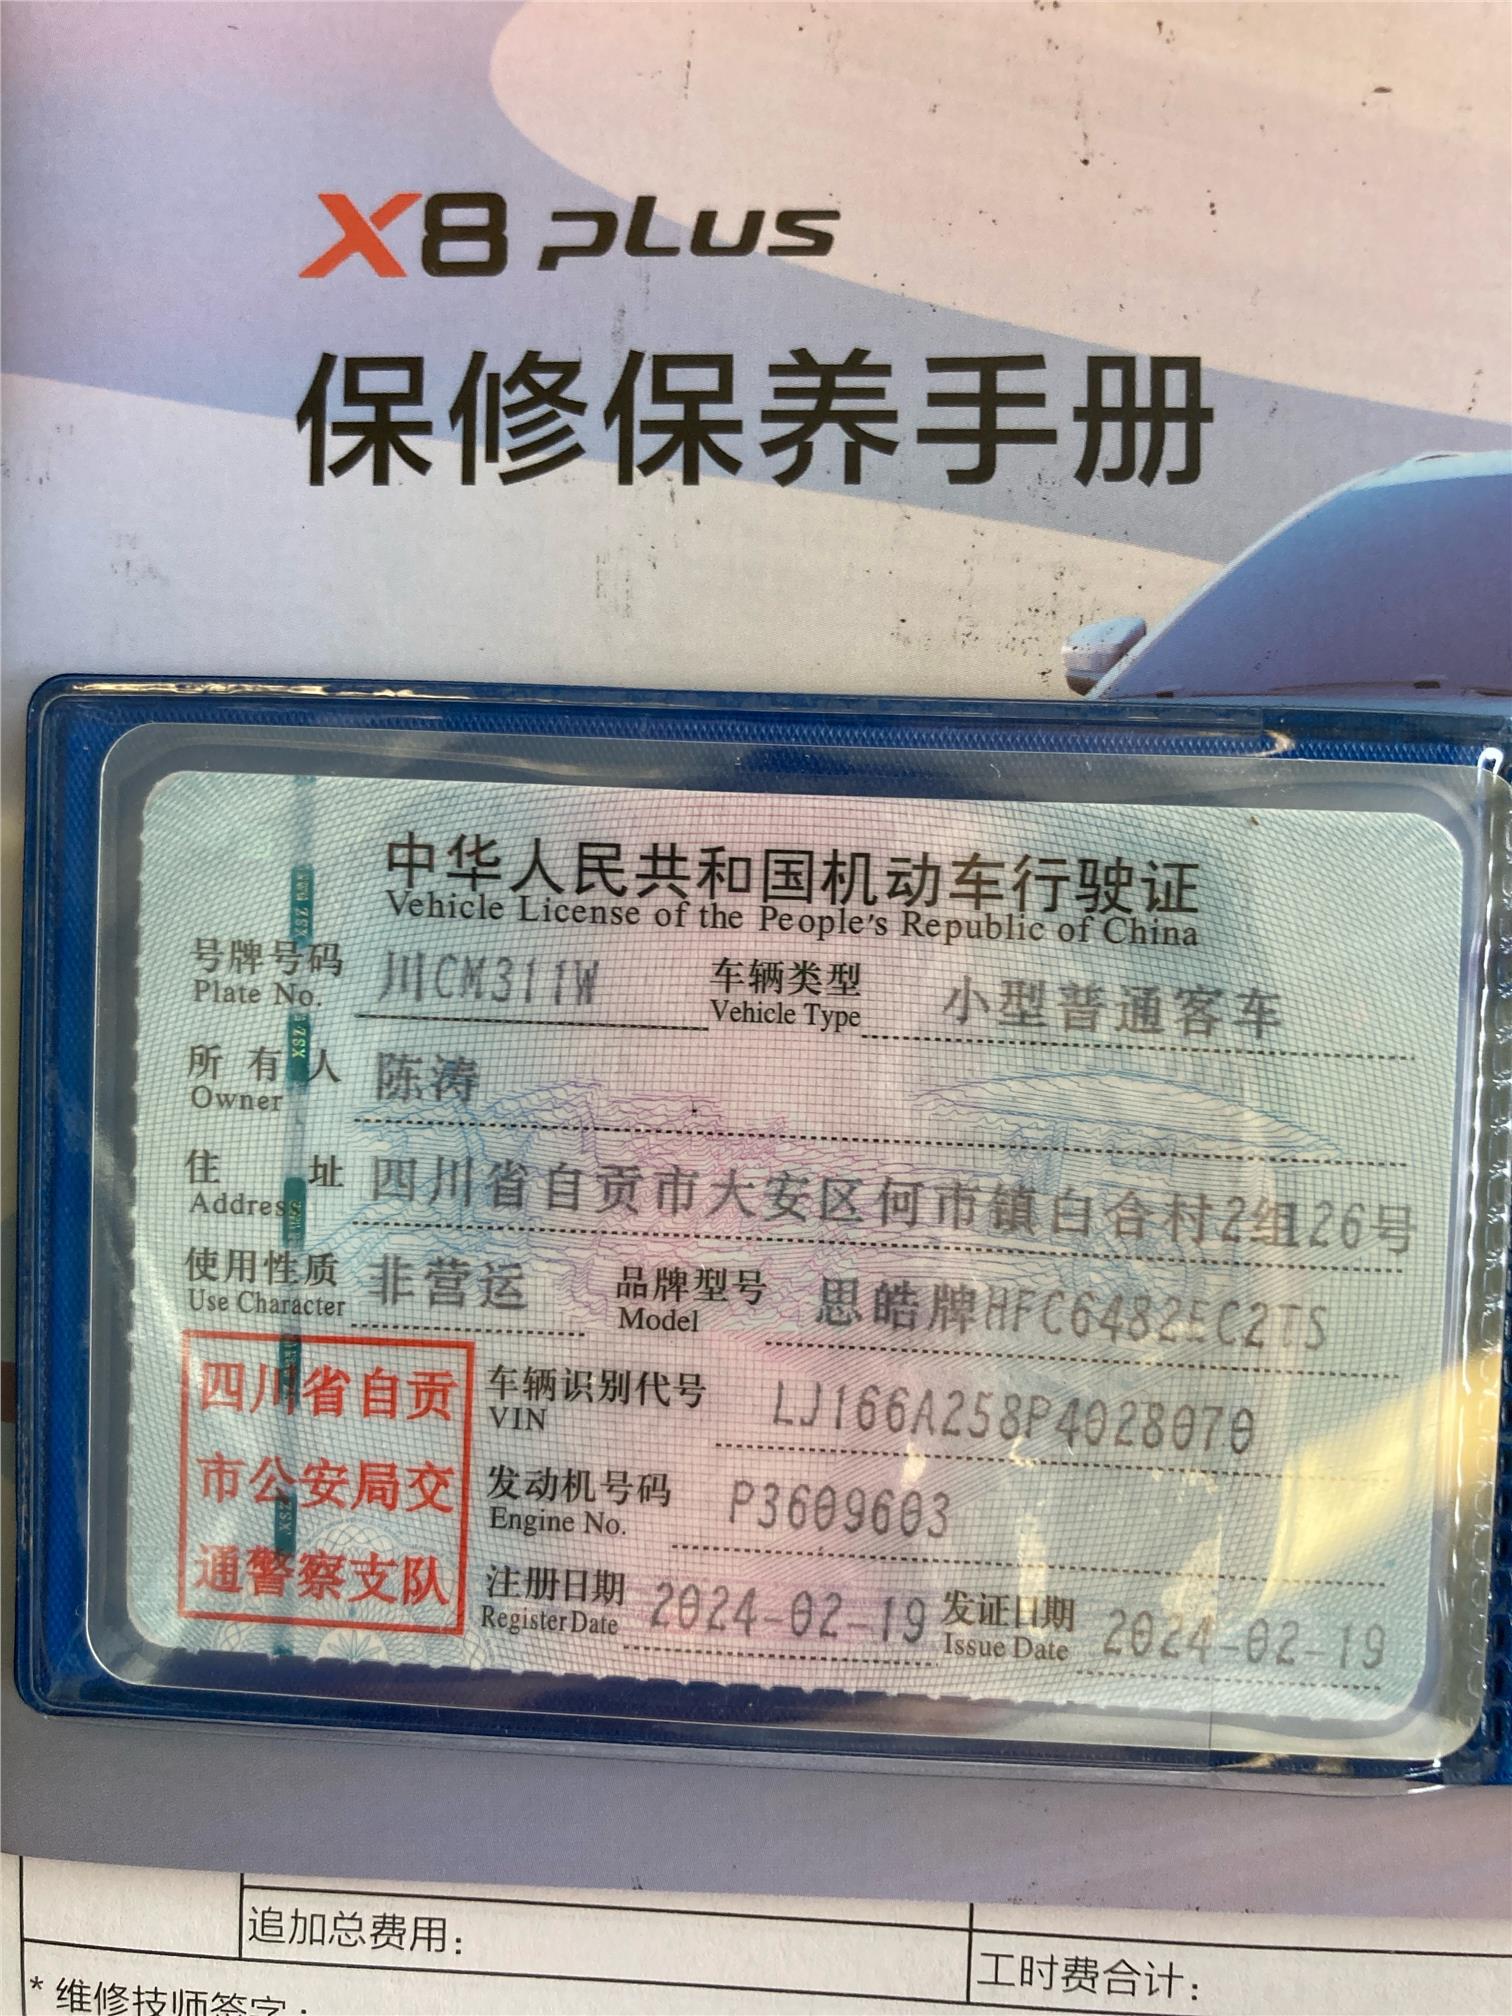 X8 PLUS
保修保养手册
中华人民共和国机动车行驶证
Vehicle License of the People's Republic of China
号牌号码 川CM311W 车辆类型 小型普通客车
Plate No. Vehicle Type
所有人 陈涛
Owner
住址 四川省自贡市大安区何市镇白合村2组126号
Address
使用性质 非营运 品牌型号 思皓牌HFC6482EC2TS
Use Character Model
四川省自贡
市公安局交
通警察支队
车辆识别代号 LJ166A258P4028070
VIN
发动机号码 P3609603
Engine No.
注册日期 2024-02-19 发证日期 2024-02-19
Register Date Issue Date
追加总费用：
工时费合计：
* 维修技师签字：